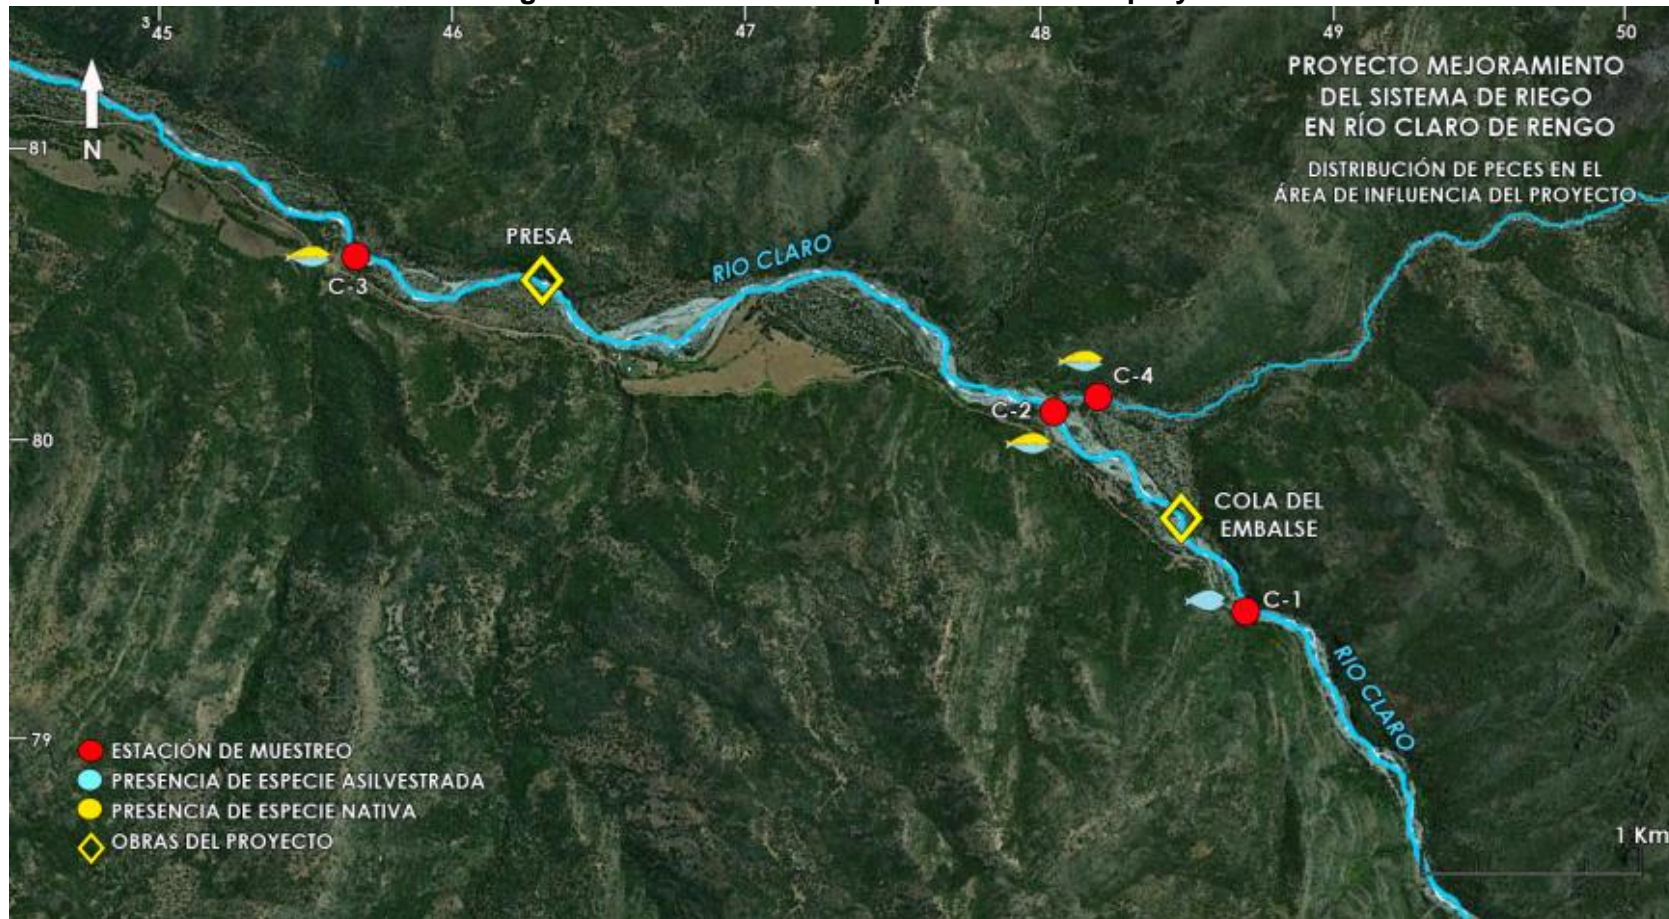 3
45
46
47
48
49
50
PROYECTO MEJORAMIENTO
DEL SISTEMA DE RIEGO
EN RÍO CLARO DE RENGO
DISTRIBUCIÓN DE PECES EN EL
ÁREA DE INFLUENCIA DEL PROYECTO
N
81
PRESA
RIO CLARO
C-3
C-4
C-2
80
COLA DEL
EMBALSE
C-1
RIO CLARO
79
ESTACIÓN DE MUESTREO
PRESENCIA DE ESPECIE ASILVESTRADA
PRESENCIA DE ESPECIE NATIVA
OBRAS DEL PROYECTO
1 Km